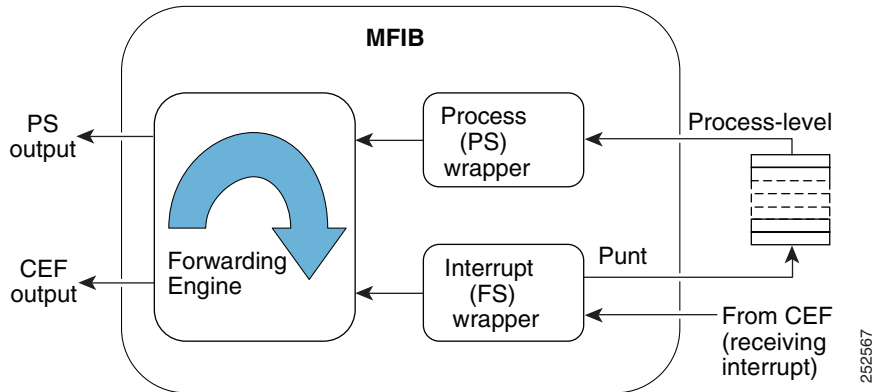 MFIB
PS
output
CEF
output
Forwarding
Engine
Process
(PS)
wrapper
Interrupt
(FS)
wrapper
Process-level
Punt
From CEF
(receiving
interrupt)
252567